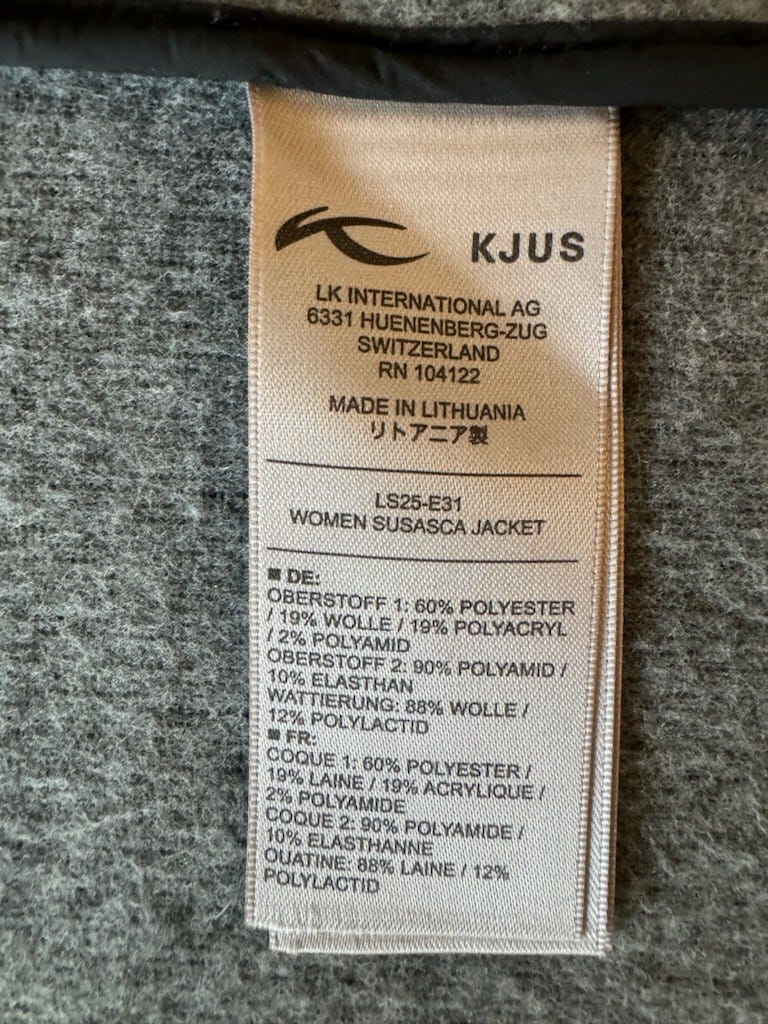 KJUS
LK INTERNATIONAL AG
6331 HUENENBERG-ZUG
SWITZERLAND
RN 104122
MADE IN LITHUANIA
リトアニア製
LS25-E31
WOMEN SUSASCA JACKET
■ DE:
OBERSTOFF 1: 60% POLYESTER
/ 19% WOLLE / 19% POLYACRYL
/ 2% POLYAMID
OBERSTOFF 2: 90% POLYAMID /
10% ELASTHAN
WATTIERUNG: 88% WOLLE /
12% POLYLACTID
■ FR:
COQUE 1: 60% POLYESTER /
19% LAINE / 19% ACRYLIQUE /
2% POLYAMIDE
COQUE 2: 90% POLYAMIDE /
10% ELASTHANNE
OUATINE: 88% LAINE / 12%
POLYLACTID